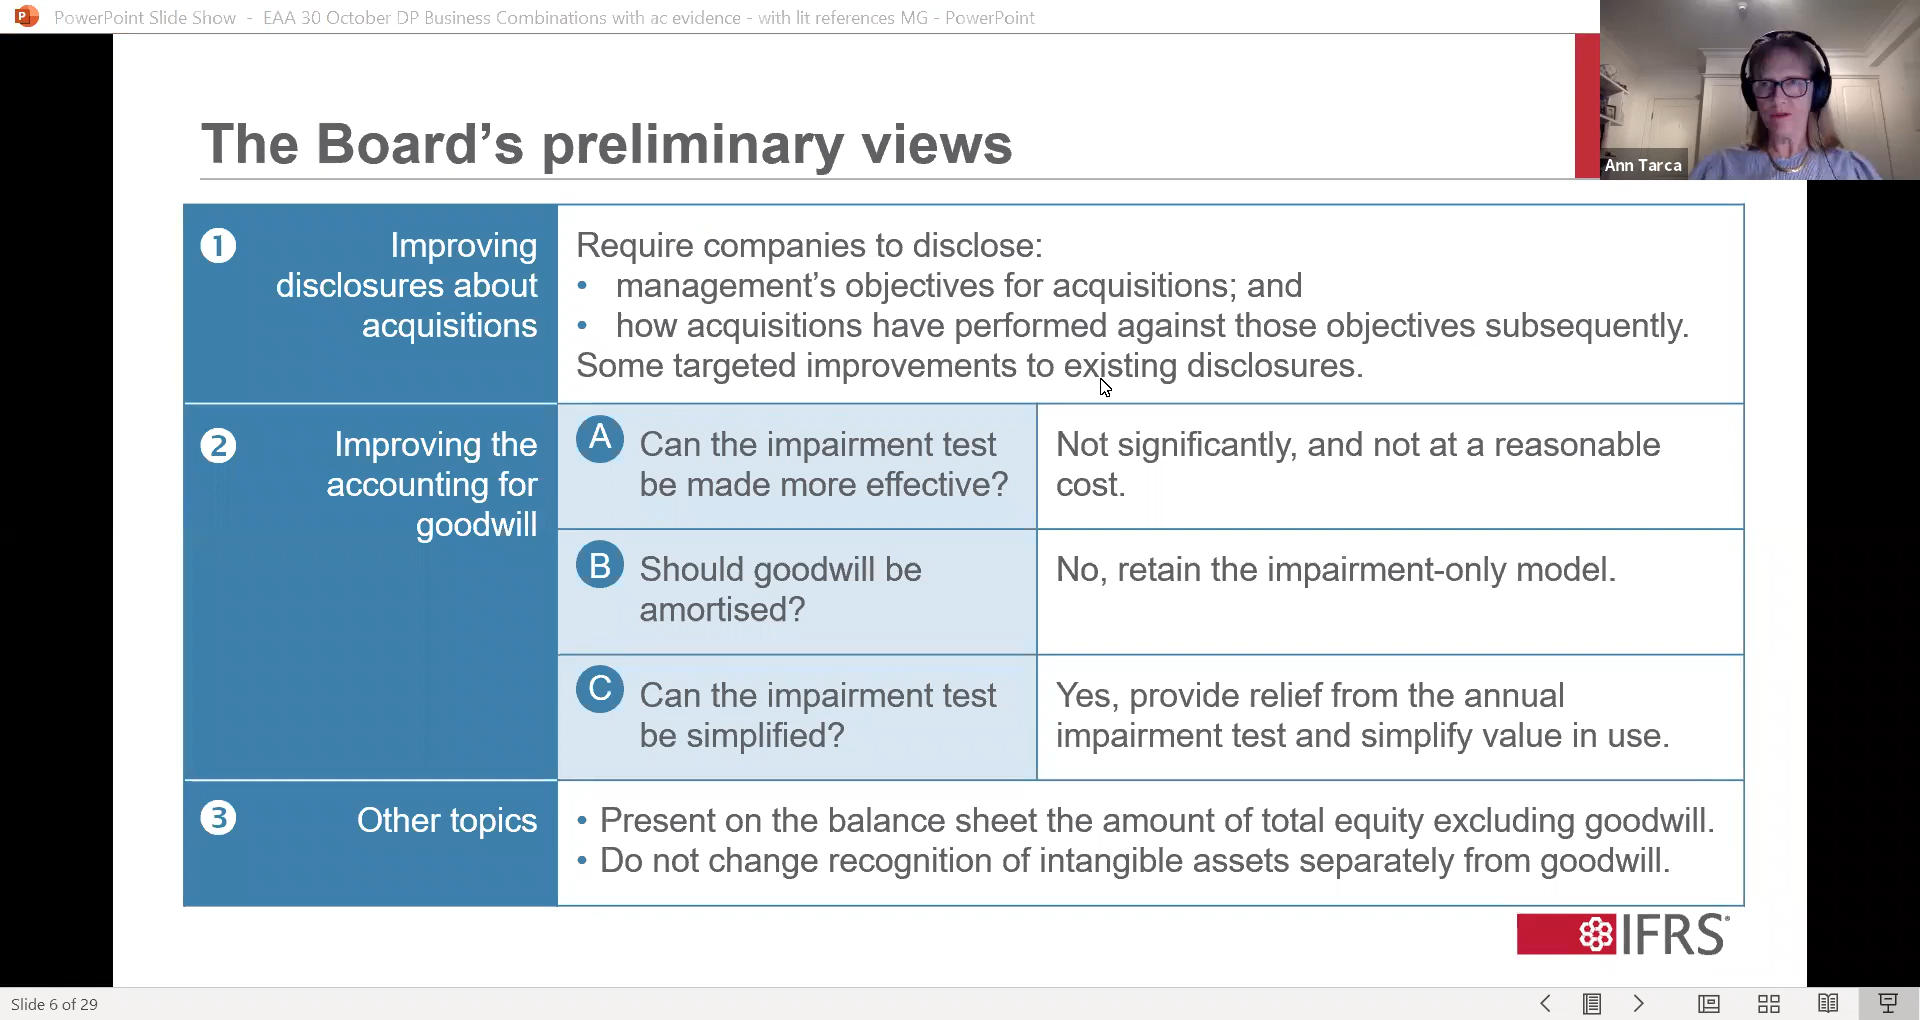 PowerPoint Slide Show - EAA 30 October DP Business Combinations with ac evidence - with lit references MG - PowerPoint
Ann Tarca
The Board’s preliminary views
1 Improving
disclosures about
acquisitions
Require companies to disclose:
• management’s objectives for acquisitions; and
• how acquisitions have performed against those objectives subsequently.
Some targeted improvements to existing disclosures.
2 Improving the
accounting for
goodwill
A Can the impairment test
be made more effective?
Not significantly, and not at a reasonable
cost.
B Should goodwill be
amortised?
No, retain the impairment-only model.
C Can the impairment test
be simplified?
Yes, provide relief from the annual
impairment test and simplify value in use.
3 Other topics
• Present on the balance sheet the amount of total equity excluding goodwill.
• Do not change recognition of intangible assets separately from goodwill.
IFRS®
Slide 6 of 29